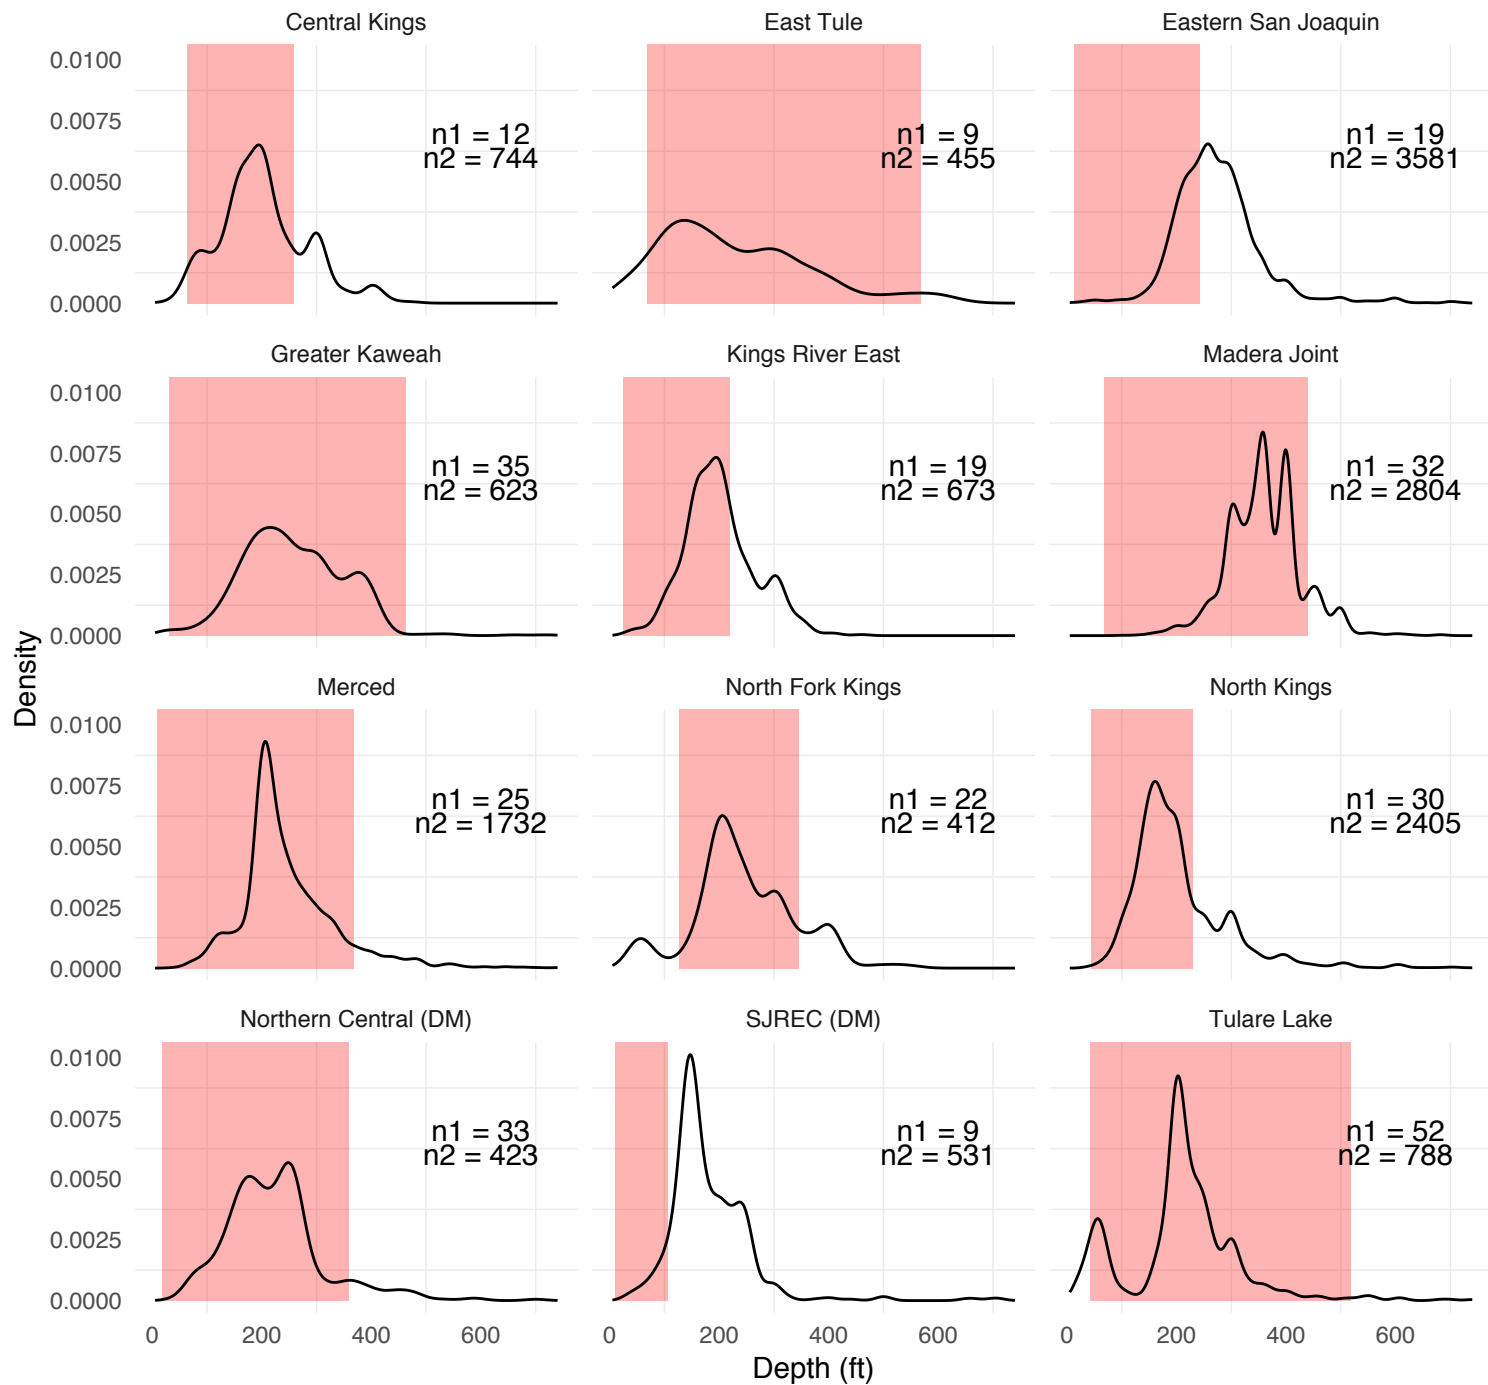 Central Kings
East Tule
Eastern San Joaquin
0.0100
0.0075
0.0050
0.0025
0.0000
n1 = 12
n2 = 744
n1 = 9
n2 = 455
n1 = 19
n2 = 3581
Greater Kaweah
Kings River East
Madera Joint
0.0100
0.0075
0.0050
0.0025
0.0000
n1 = 35
n2 = 623
n1 = 19
n2 = 673
n1 = 32
n2 = 2804
Density
Merced
North Fork Kings
North Kings
0.0100
0.0075
0.0050
0.0025
0.0000
n1 = 25
n2 = 1732
n1 = 22
n2 = 412
n1 = 30
n2 = 2405
Northern Central (DM)
SJREC (DM)
Tulare Lake
0.0100
0.0075
0.0050
0.0025
0.0000
n1 = 33
n2 = 423
n1 = 9
n2 = 531
n1 = 52
n2 = 788
0 200 400 600
0 200 400 600
0 200 400 600
Depth (ft)